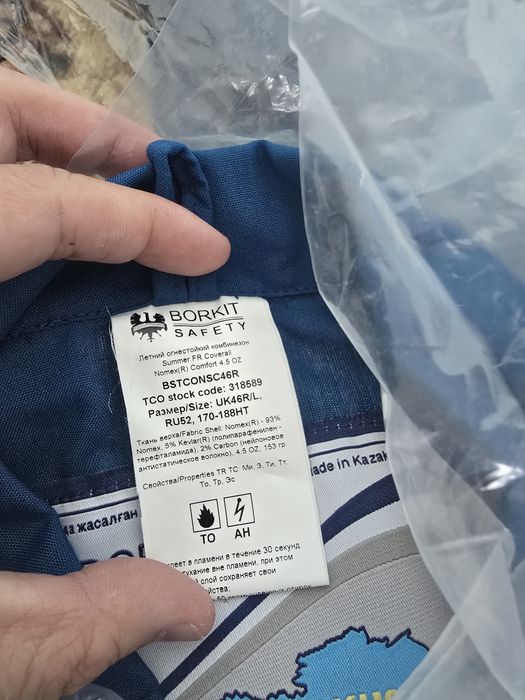 BORKIT
SAFETY
Летний огнестойкий комбинезон
Summer FR Coverall
Nomex(R) Comfort 4.5 OZ
BSTCONSC46R
TCO stock code: 318589
Размер/Size: UK46R/L,
RU52, 170-188HT
Ткань верха/Fabric Shell: Nomex(R) - 93%
Nomex, 5% Kevlar(R) (полипарафенилен -
терефталамида), 2% Carbon (нейлоновое
антистатическое волокно), 4.5 OZ, 153 гр
Свойства/Properties TR TC: Ми, З, Ти, Тт,
То, Тр, Эс
ТО АН
в пламени в течение 30 секунд
вне пламени, при этом
слой сохраняет свои
жасалған
made in Kazak